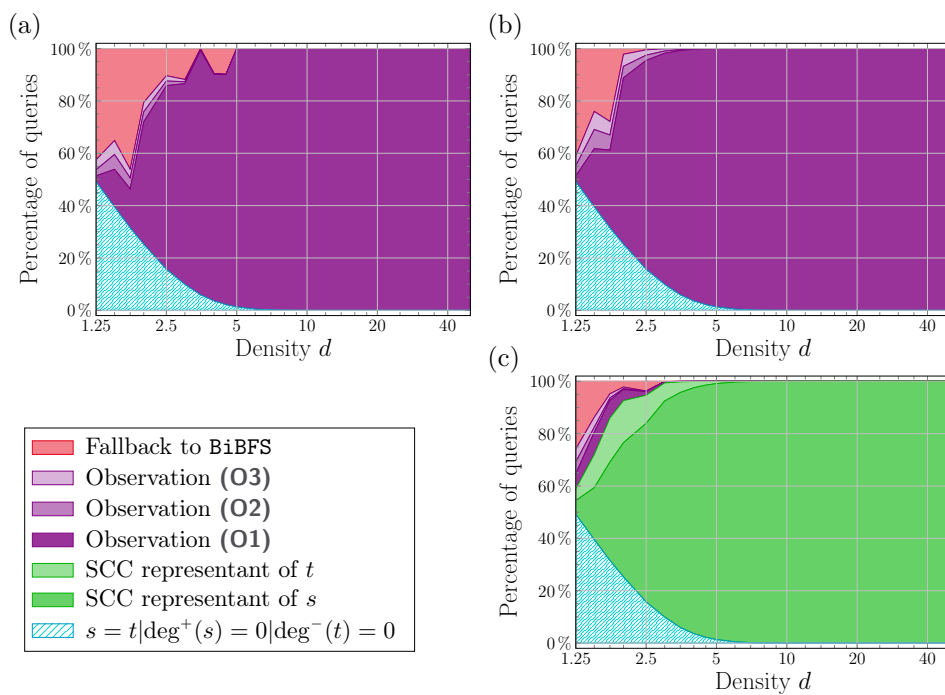 (a)
100 %
80 %
60 %
40 %
20 %
0 %
Percentage of queries
1.25 2.5 5 10 20 40
Density d
(b)
100 %
80 %
60 %
40 %
20 %
0 %
Percentage of queries
1.25 2.5 5 10 20 40
Density d
(c)
100 %
80 %
60 %
40 %
20 %
0 %
Percentage of queries
1.25 2.5 5 10 20 40
Density d
Fallback to BiBFS
Observation (O3)
Observation (O2)
Observation (O1)
SCC representant of t
SCC representant of s
s = t|deg⁺(s) = 0|deg⁻(t) = 0